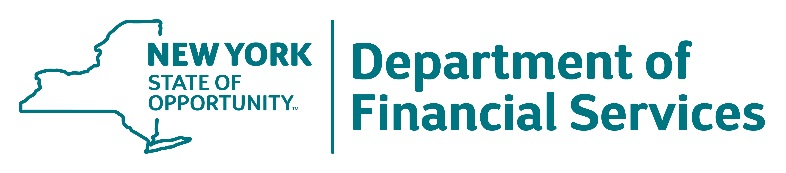 NEW YORK
STATE OF
OPPORTUNITY™
Department of
Financial Services